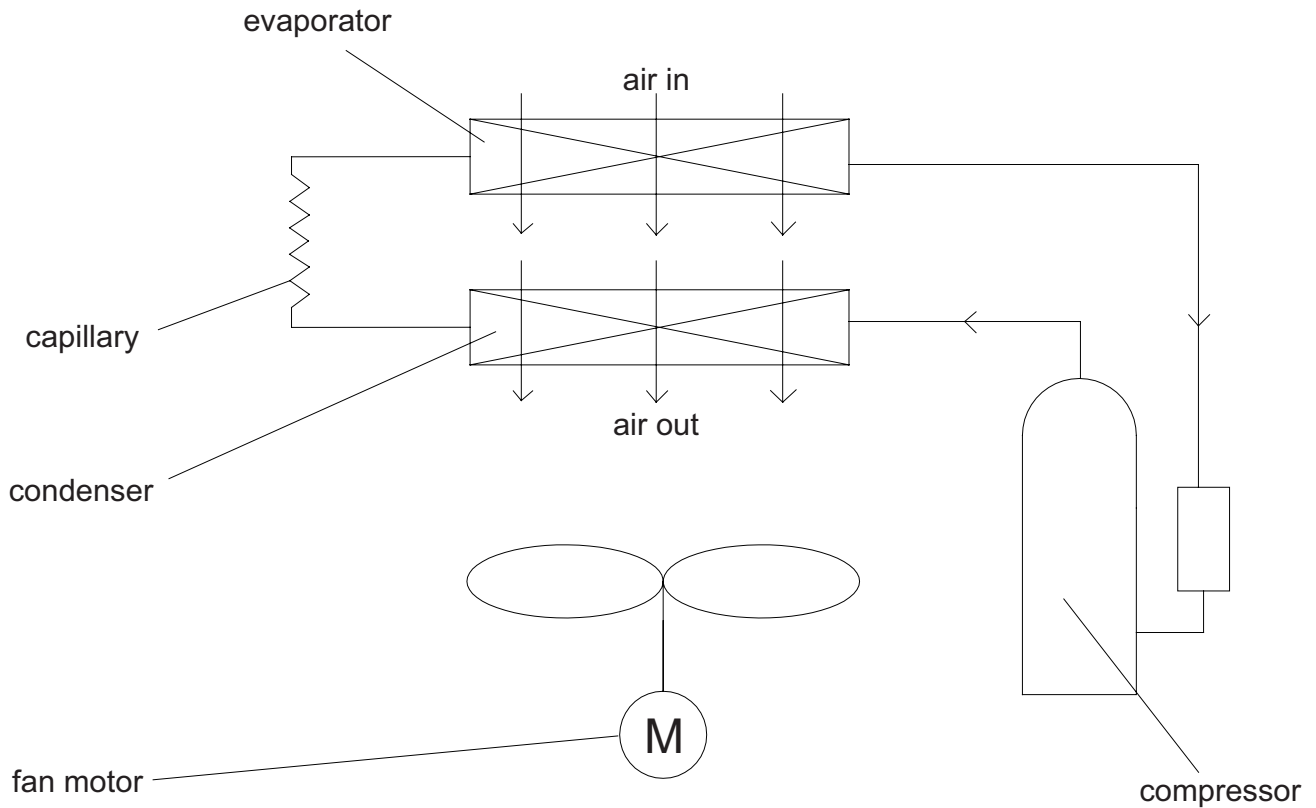 evaporator
air in
capillary
air out
condenser
M
fan motor
compressor